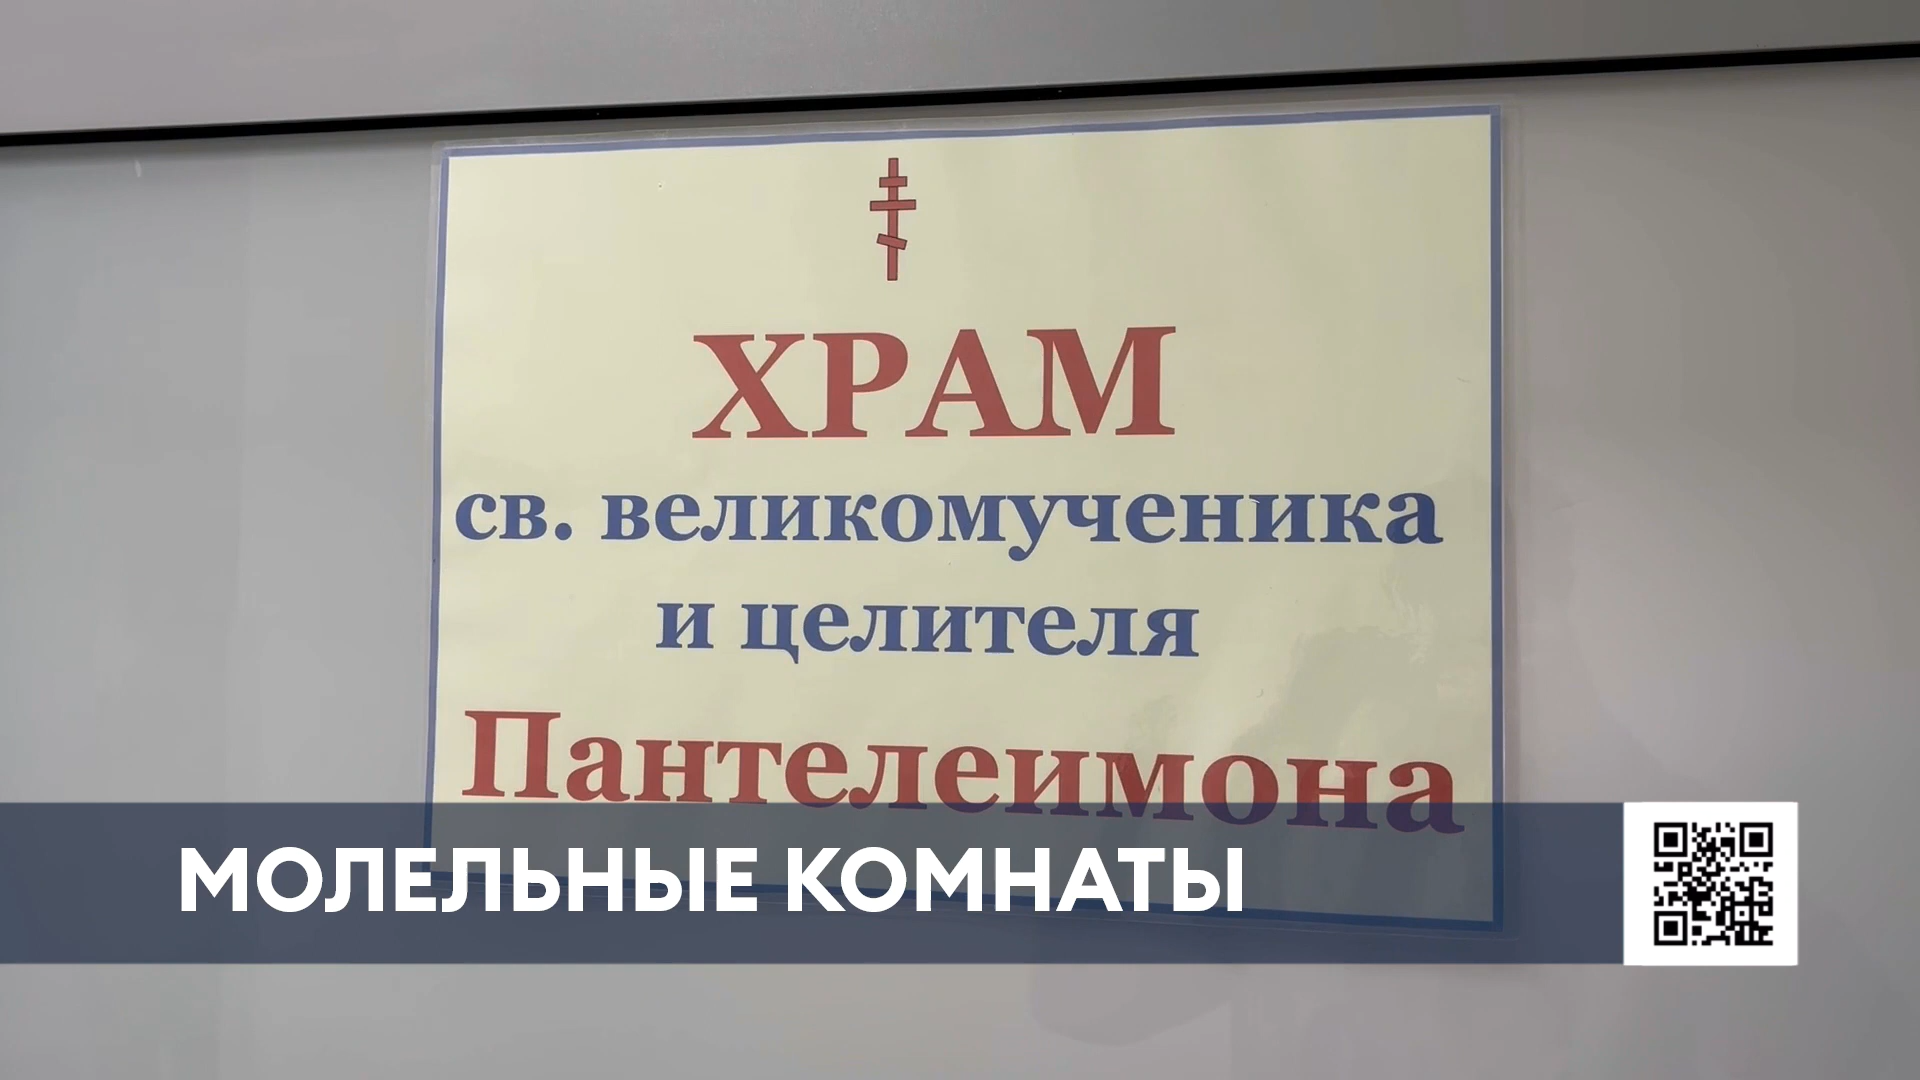 ХРАМ
св. великомученика
и целителя
Пантелеимона
МОЛЕЛЬНЫЕ КОМНАТЫ